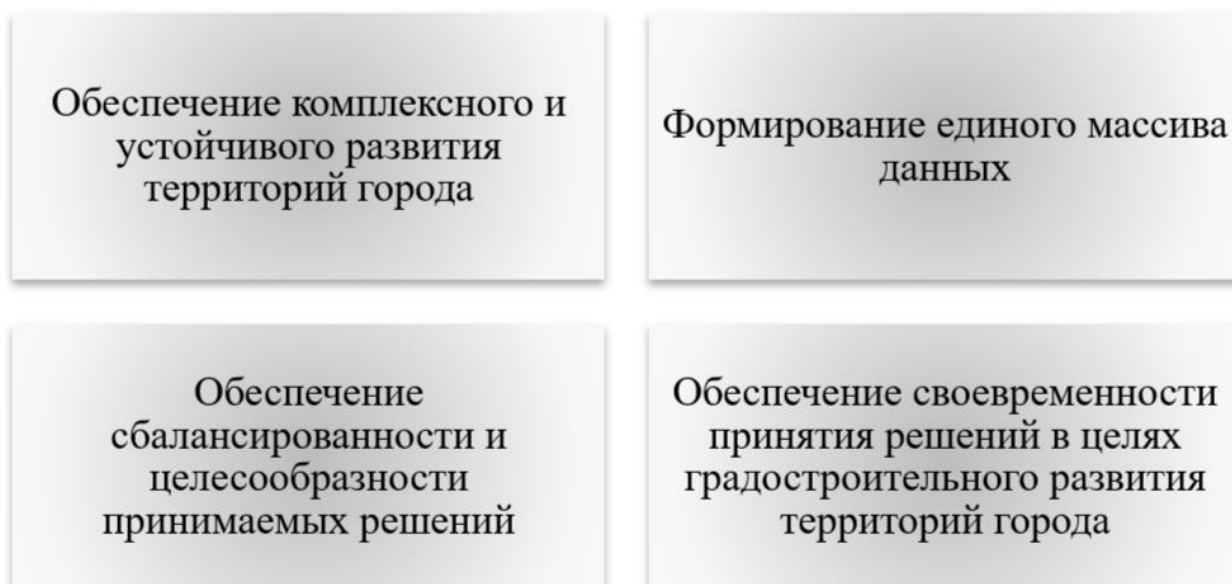 Обеспечение комплексного и
устойчивого развития
территорий города
Формирование единого массива
данных
Обеспечение
сбалансированности и
целесообразности
принимаемых решений
Обеспечение своевременности
принятия решений в целях
градостроительного развития
территорий города